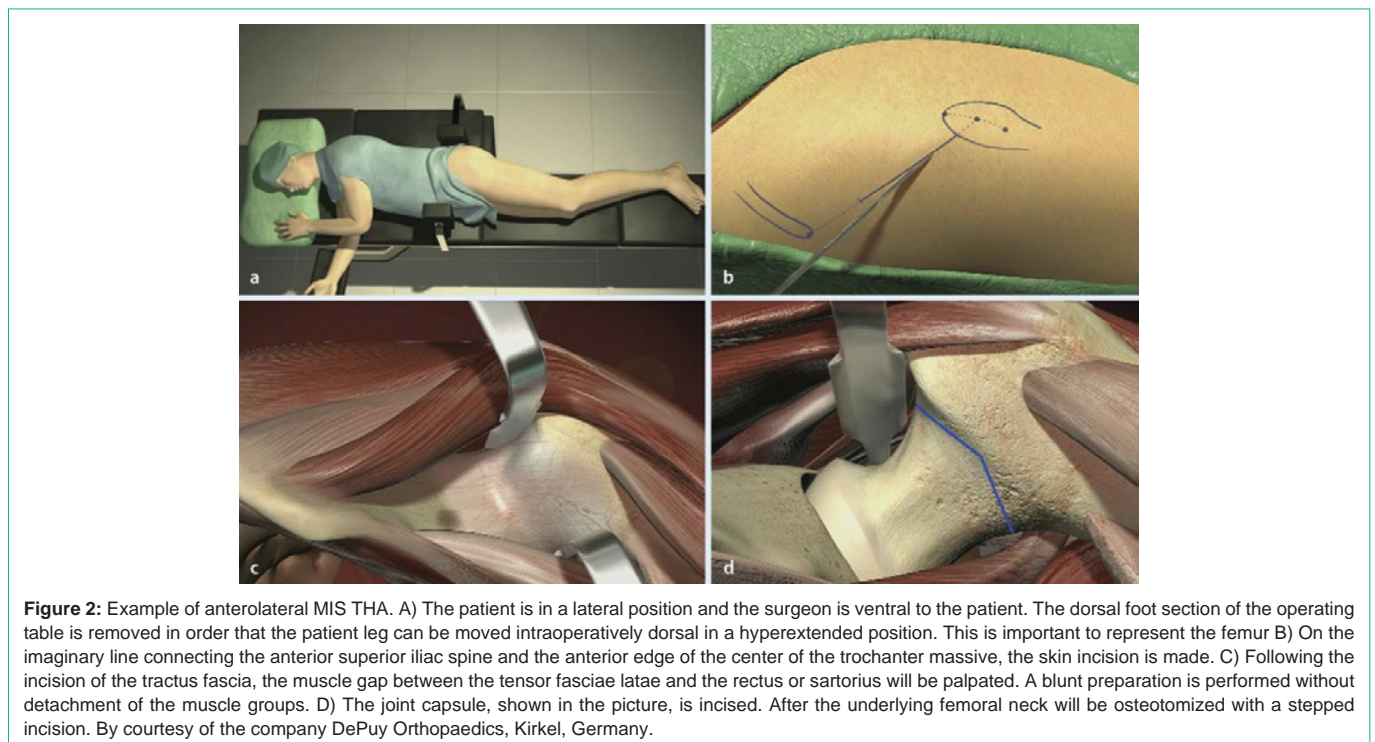 a
b
c
d
Figure 2: Example of anterolateral MIS THA. A) The patient is in a lateral position and the surgeon is ventral to the patient. The dorsal foot section of the operating
table is removed in order that the patient leg can be moved intraoperatively dorsal in a hyperextended position. This is important to represent the femur B) On the
imaginary line connecting the anterior superior iliac spine and the anterior edge of the center of the trochanter massive, the skin incision is made. C) Following the
incision of the tractus fascia, the muscle gap between the tensor fasciae latae and the rectus or sartorius will be palpated. A blunt preparation is performed without
detachment of the muscle groups. D) The joint capsule, shown in the picture, is incised. After the underlying femoral neck will be osteotomized with a stepped
incision. By courtesy of the company DePuy Orthopaedics, Kirkel, Germany.